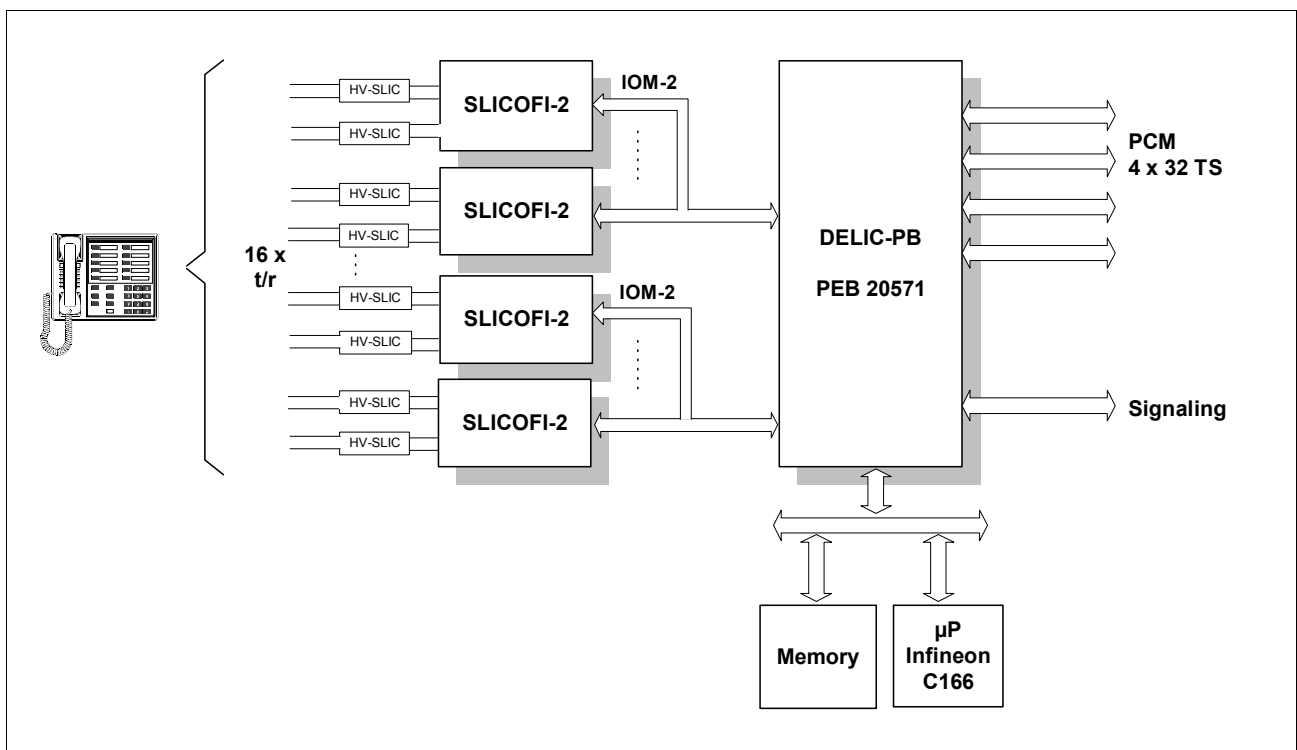 HV-SLIC
HV-SLIC
SLICOFI-2
IOM-2
HV-SLIC
HV-SLIC
SLICOFI-2
16 x
t/r
HV-SLIC
HV-SLIC
SLICOFI-2
IOM-2
HV-SLIC
HV-SLIC
SLICOFI-2
DELIC-PB
PEB 20571
PCM
4 x 32 TS
Signaling
Memory
µP
Infineon
C166